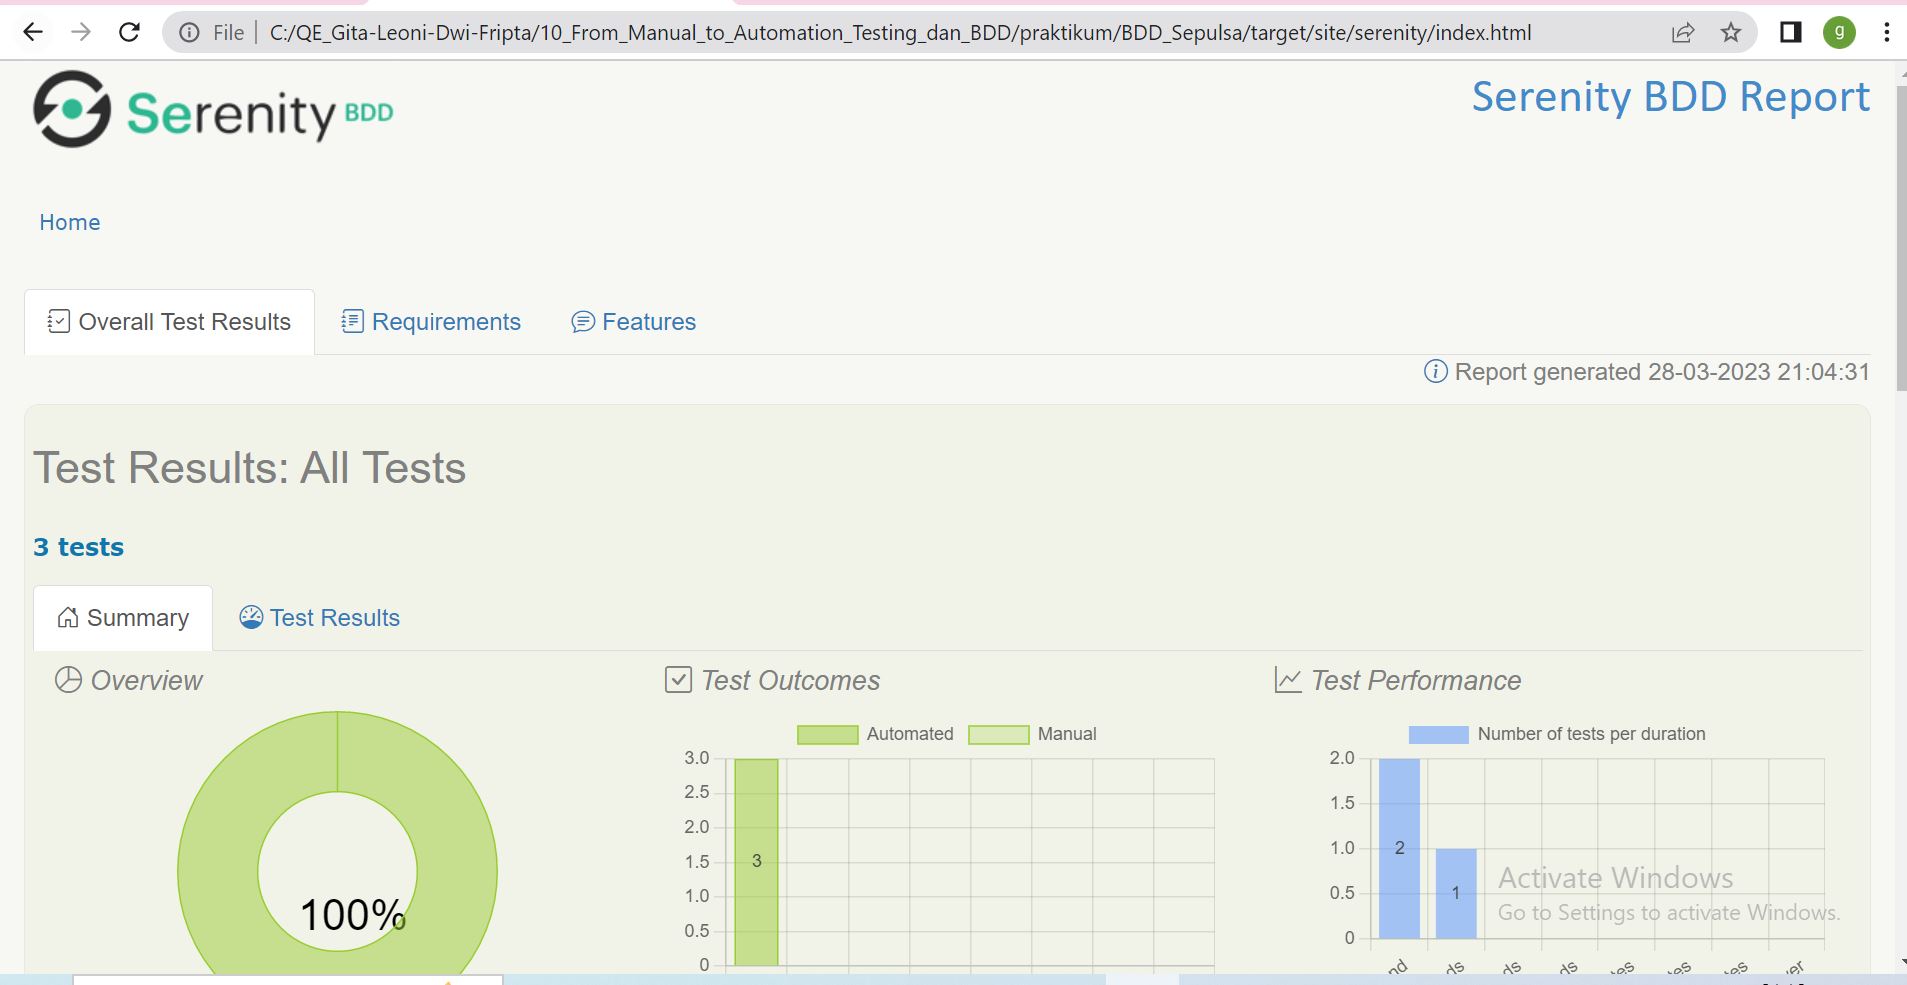 File C:/QE_Gita-Leoni-Dwi-Fripta/10_From_Manual_to_Automation_Testing_dan_BDD/praktikum/BDD_Sepulsa/target/site/serenity/index.html
g
Serenity BDD
Serenity BDD Report
Home
Overall Test Results
Requirements
Features
Report generated 28-03-2023 21:04:31
Test Results: All Tests
3 tests
Summary
Test Results
Overview
100%
Test Outcomes
Automated Manual
3.0
2.5
2.0
1.5
1.0
0.5
0
3
Test Performance
Number of tests per duration
2.0
1.5
1.0
0.5
0
2
1
Activate Windows
Go to Settings to activate Windows.